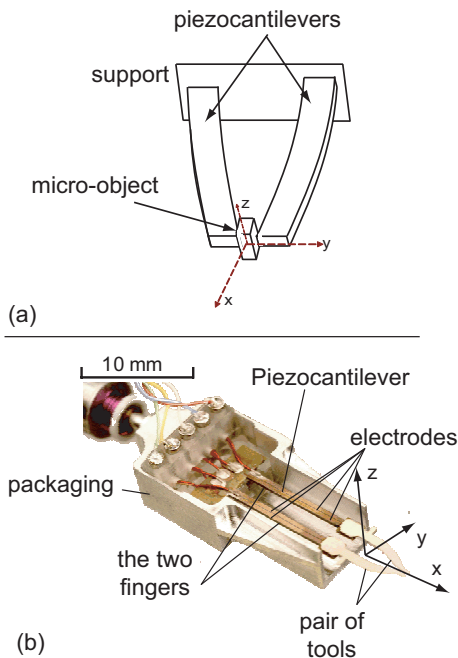 piezocantilevers
support
micro-object
z
y
x
(a)
10 mm
Piezocantilever
electrodes
packaging
z
y
x
the two
fingers
pair of
tools
(b)